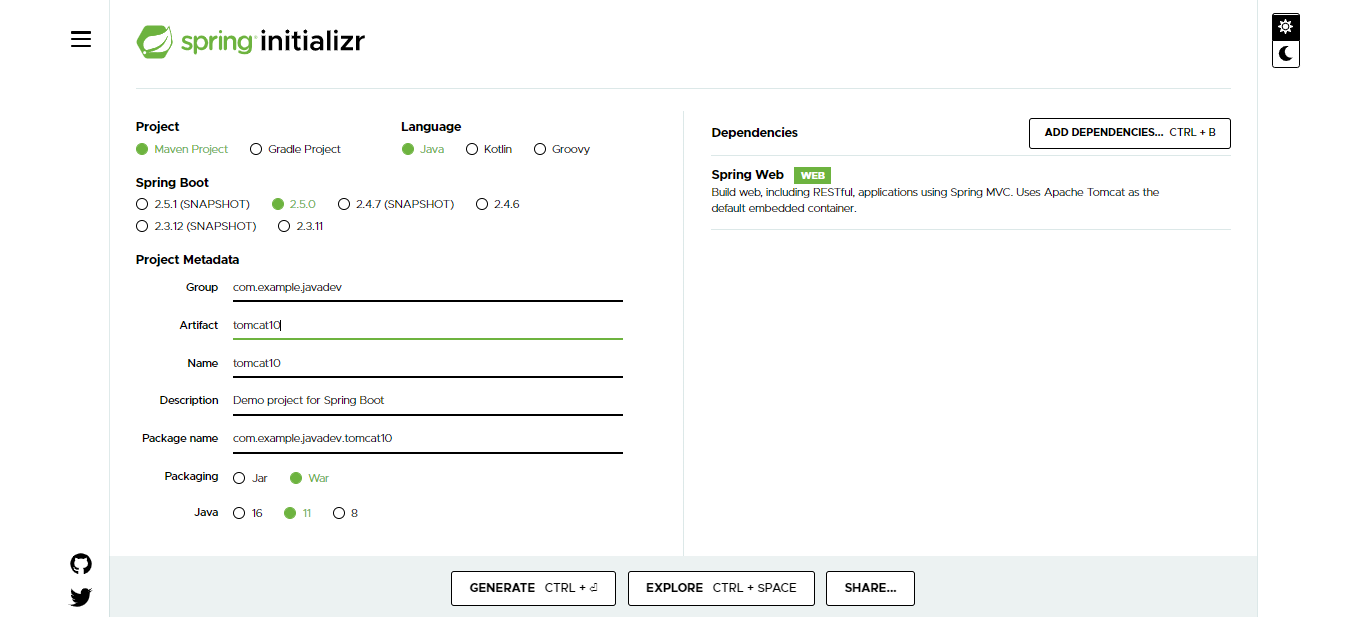 spring initializr
Project
Maven Project Gradle Project
Language
Java Kotlin Groovy
Spring Boot
2.5.1 (SNAPSHOT) 2.5.0 2.4.7 (SNAPSHOT) 2.4.6
2.3.12 (SNAPSHOT) 2.3.11
Project Metadata
Group com.example.javadev
Artifact tomcat10
Name tomcat10
Description Demo project for Spring Boot
Package name com.example.javadev.tomcat10
Packaging Jar War
Java 16 11 8
Dependencies ADD DEPENDENCIES... CTRL + B
Spring Web WEB
Build web, including RESTful, applications using Spring MVC. Uses Apache Tomcat as the
default embedded container.
GENERATE CTRL + ⏎ EXPLORE CTRL + SPACE SHARE...